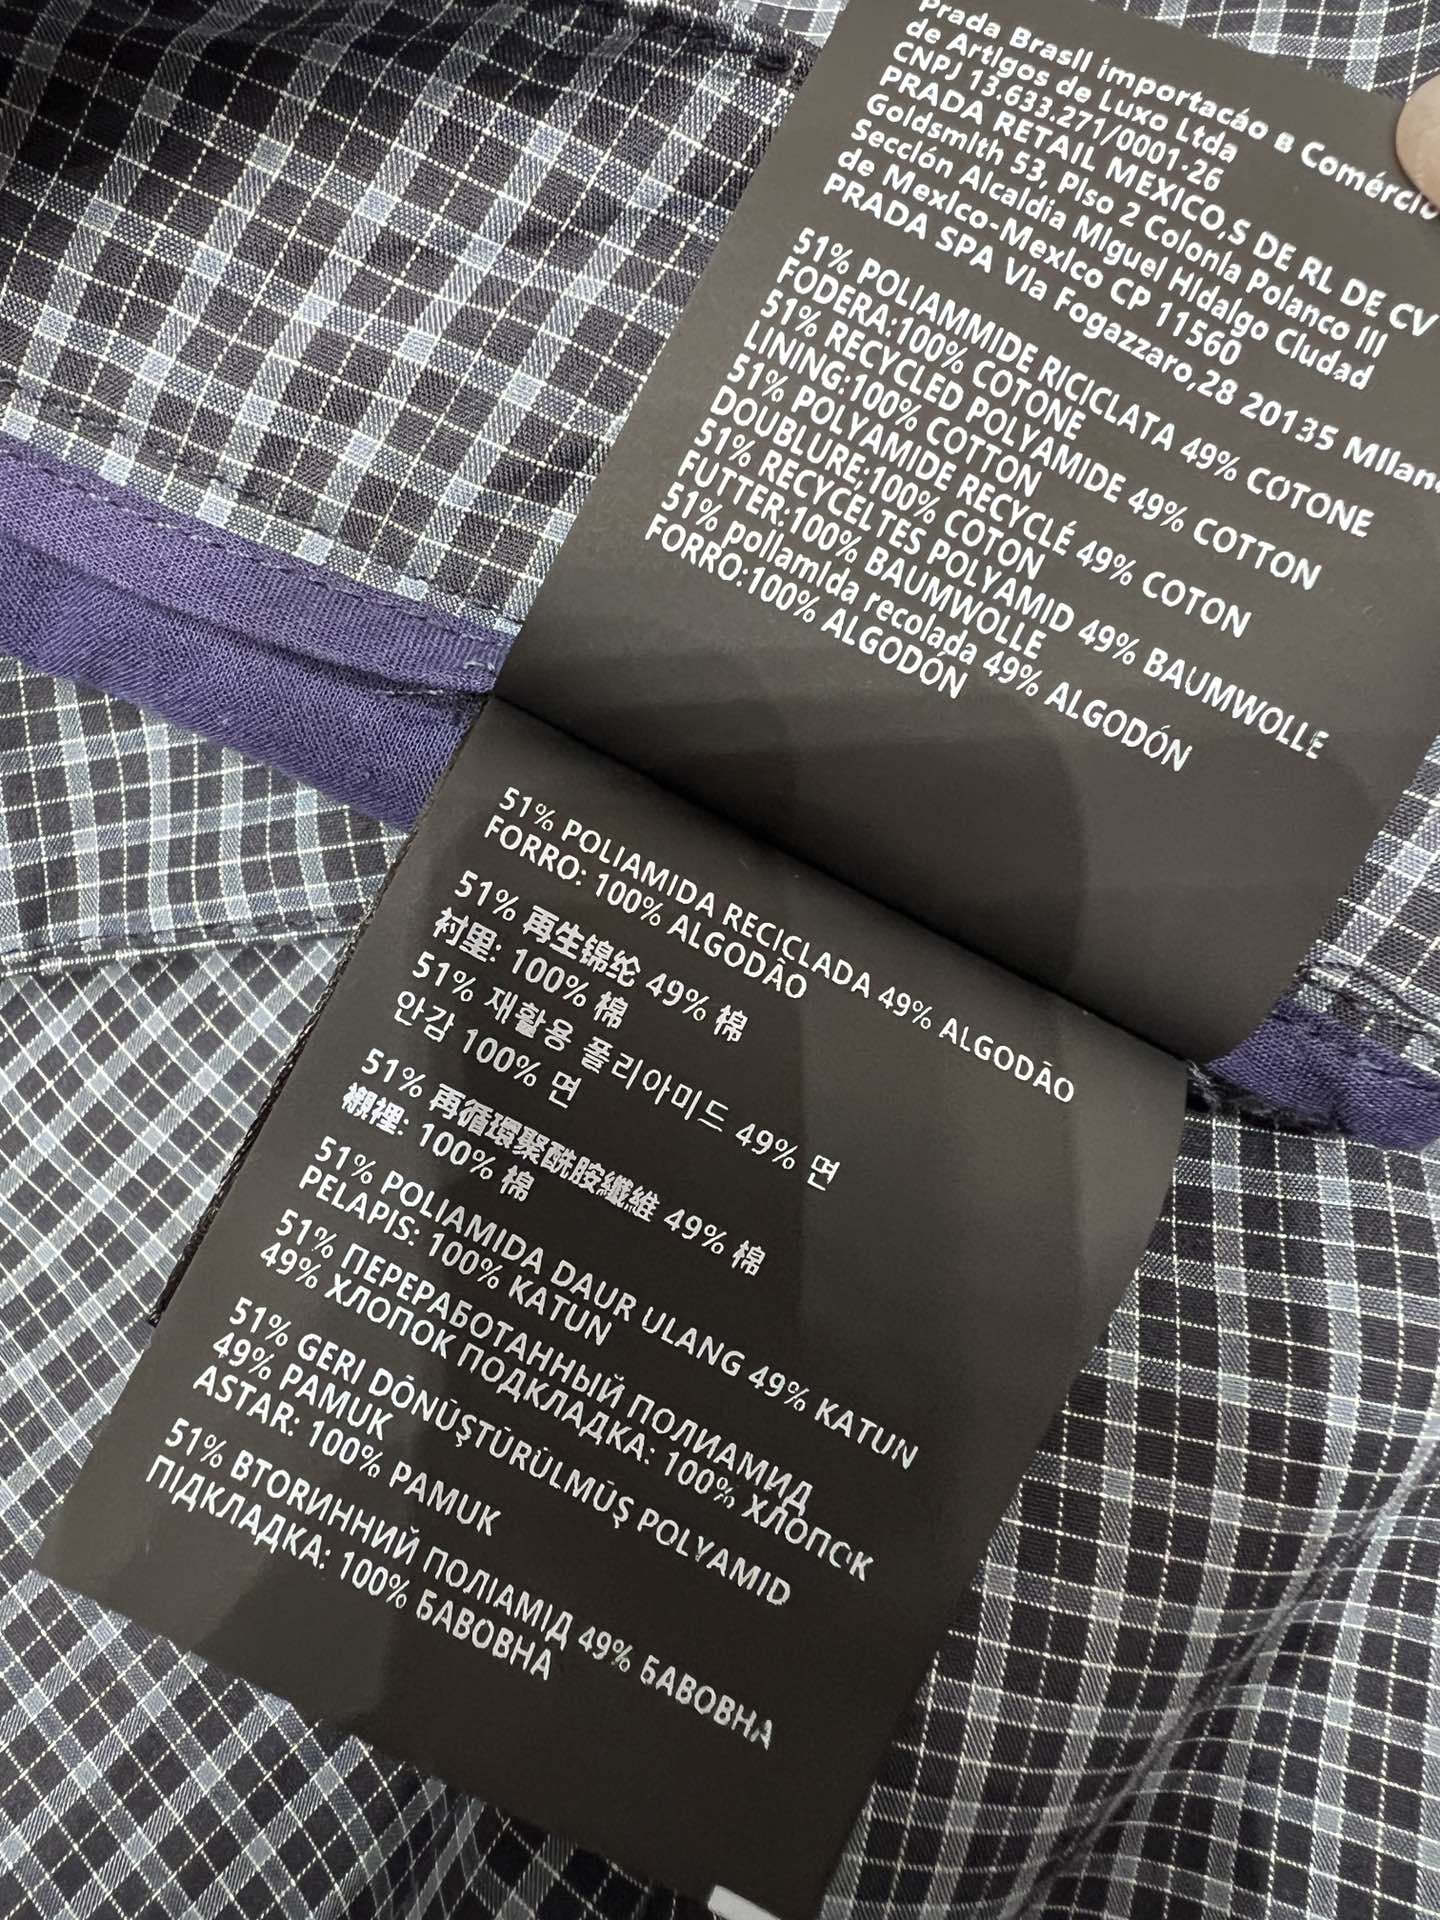 Prada Brasil importacáo e Comércio
de Artigos de Luxo Ltda
CNPJ 13.633.271/0001-26
PRADA RETAIL MEXICO,S DE RL DE CV
Goldsmith 53, Piso 2 Colonia Polanco III
Sección Alcaldia Miguel Hidalgo Ciudad
de Mexico-Mexico CP 11560
PRADA SPA Via Fogazzaro,28 20135 Milan
51% POLIAMMIDE RICICLATA 49% COTONE
FODERA:100% COTONE
51% RECYCLED POLYAMIDE 49% COTTON
LINING:100% COTTON
51% POLYAMIDE RECYCLÉ 49% COTON
DOUBLURE;100% COTON
51% RECYCELTES POLYAMID 49% BAUMWOLLE
FUTTER:100% BAUMWOLLE
51% poliamida recolada 49% ALGODÓN
FORRO:100% ALGODÓN
51% POLIAMIDA RECICLADA 49% ALGODÃO
FORRO: 100% ALGODÃO
51% 再生锦纶 49% 棉
衬里: 100% 棉
51% 재활용 폴리아미드 49% 면
안감 100% 면
51% 再循環聚酰胺纖維 49% 棉
襯裡: 100% 棉
51% POLIAMIDA DAUR ULANG 49% KATUN
PELAPIS: 100% KATUN
51% ПЕРЕРАБОТАННЫЙ ПОЛИАМИД
49% ХЛОПОК ПОДКЛАДКА: 100% ХЛОПОК
51% GERI DÖNÜŞTÜRÜLMÜŞ POLYAMID
49% PAMUK
ASTAR: 100% PAMUK
51% ВТОRИННИЙ ПОЛІАМІД 49% БАВОВНА
ПІДКЛАДКА: 100% БАВОВНА